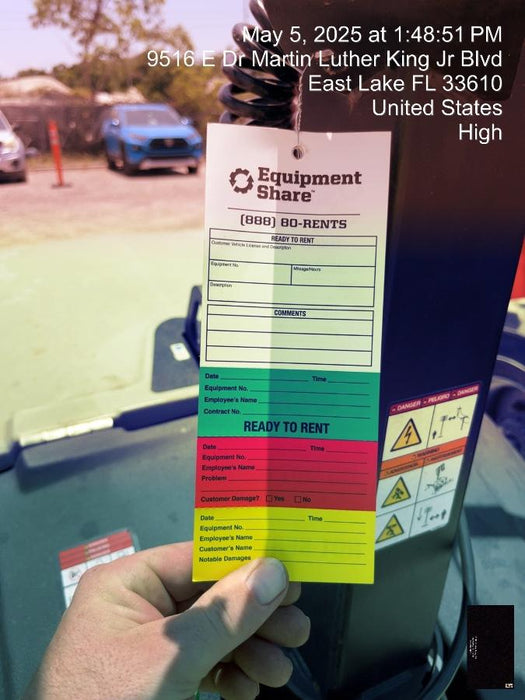 May 5, 2025 at 1:48:51 PM
9516 E Dr Martin Luther King Jr Blvd
East Lake FL 33610
United States
High
Equipment
Share™
(888) 80-RENTS
READY TO RENT
Customer Vehicle License and Description
Equipment No.
Mileage/Hours
Description
COMMENTS
Date Time
Equipment No.
Employee's Name
Contract No.
READY TO RENT
Date Time
Equipment No.
Employee's Name
Problem
Customer Damage? Yes No
Date Time
Equipment No.
Employee's Name
Customer's Name
Notable Damages
DANGER - PELIGRO - DANGER